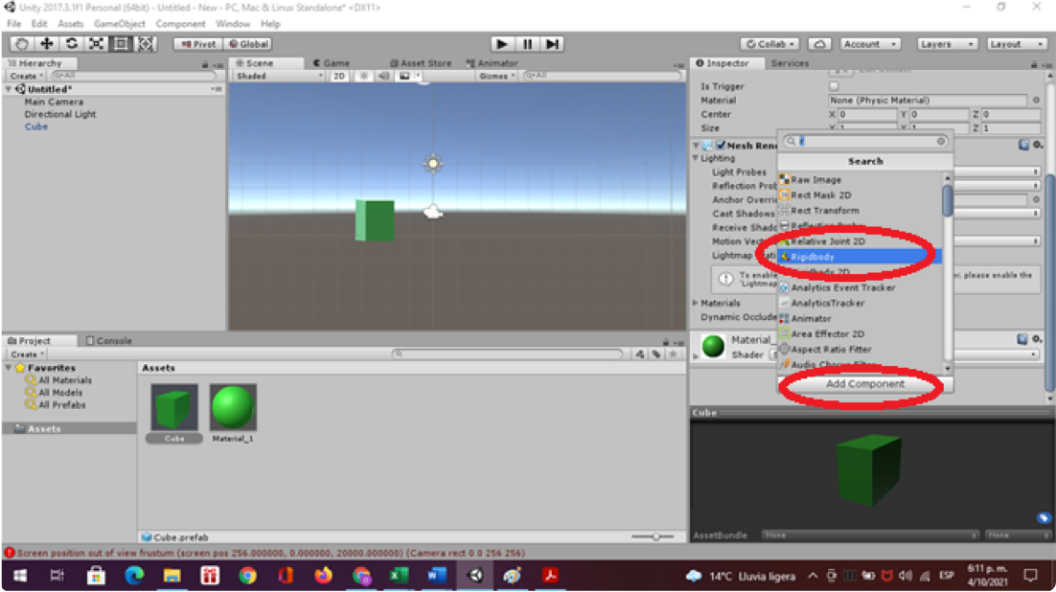 Unity 2017.3.1f1 Personal (64bit) - Untitled - New - PC, Mac & Linux Standalone* <DX11>
File Edit Assets GameObject Component Window Help
Pivot Global Collab Account Layers Layout
Hierarchy
Create All
Untitled*
Main Camera
Directional Light
Cube
Scene Game Asset Store Animator
Shaded 2D Gizmos All
Inspector Services
Is Trigger
Material None (Physic Material)
Center X 0 Y 0 Z 0
Size X 1 Y 1 Z 1
Mesh Ren
Lighting
Light Probes
Reflection Prob
Anchor Overri
Cast Shadows
Receive Shado
Motion Vect
Lightmap Stati
To enable
er, please enable the
'Lightmap
Materials
Dynamic Occlude
Material_
Shader
r
Search
Raw Image
Rect Mask 2D
Rect Transform
Reflection Probe
Relative Joint 2D
Rigidbody
Rigidbody 2D
Analytics Event Tracker
AnalyticsTracker
Animator
Area Effector 2D
Aspect Ratio Fitter
Audio Chorus Filter
Add Component
Project Console
Create
Favorites
All Materials
All Models
All Prefabs
Assets
Assets
Cube
Material_1
Cube.prefab
Cube
AssetBundle None None
Screen position out of view frustum (screen pos 256.000000, 0.000000, 20000.000000) (Camera rect 0 0 256 256)
14°C Lluvia ligera ESP
6:11 p. m.
4/10/2021